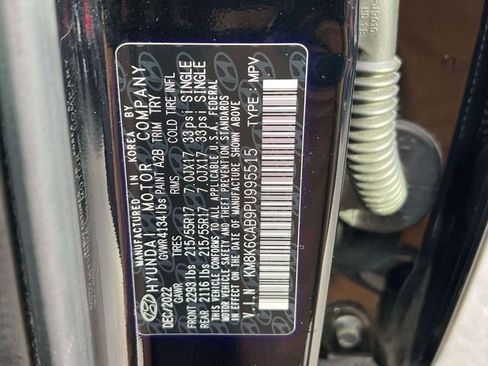 MANUFACTURED IN KOREA BY
HYUNDAI MOTOR COMPANY
DEC/2022 GVWR4134 lbs PAINT A2B TRIM TRY
GAWR TIRES RIMS COLD TIRE INFL
FRONT 2293 lbs 215/55R17 7.0JX17 33psi SINGLE
REAR 2116 lbs 215/55R17 7.0JX17 33psi SINGLE
THIS VEHICLE CONFORMS TO ALL APPLICABLE U.S.A. FEDERAL
MOTOR VEHICLE SAFETY AND THEFT PREVENTION STANDARDS
IN EFFECT ON THE DATE OF MANUFACTURE SHOWN ABOVE
V.I.N KM8K6CAB9PU995515 TYPE: MPV